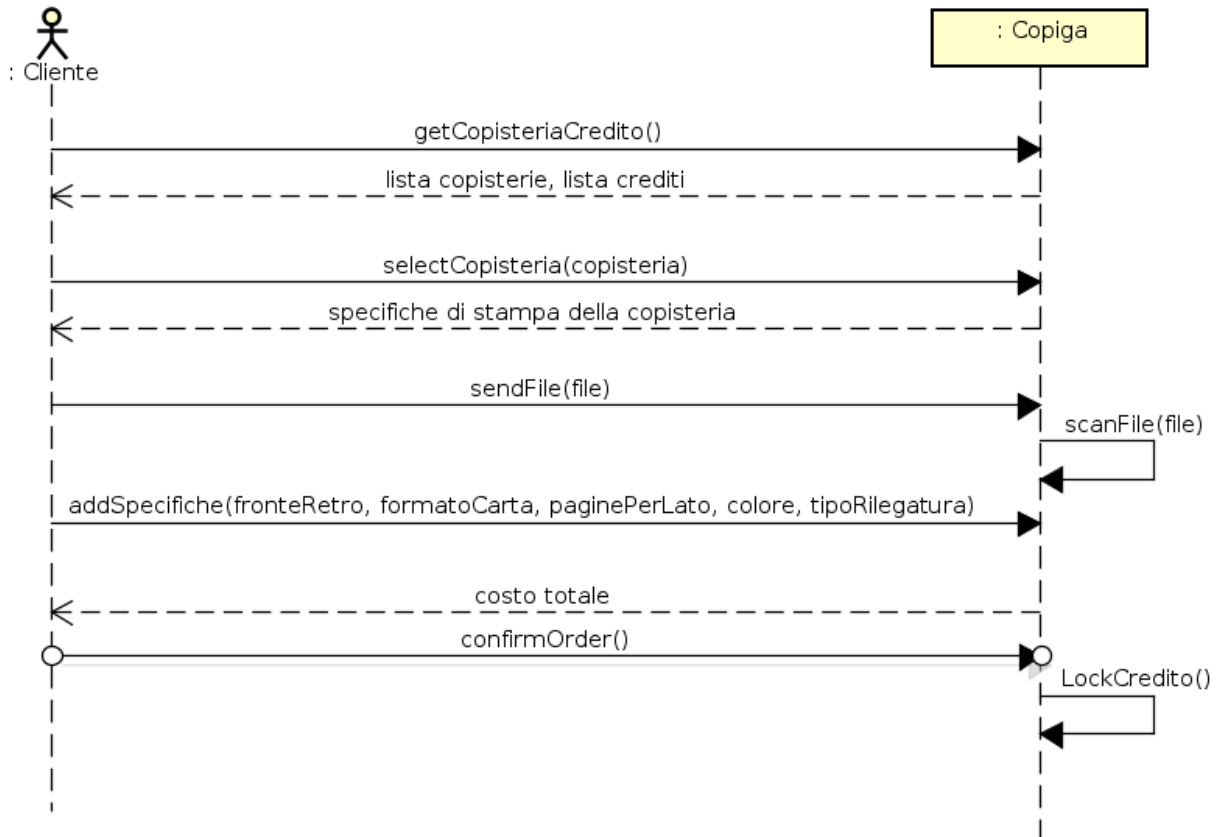 : Cliente
: Copiga
getCopisteriaCredito()
lista copisterie, lista crediti
selectCopisteria(copisteria)
specifiche di stampa della copisteria
sendFile(file)
scanFile(file)
addSpecifiche(fronteRetro, formatoCarta, paginePerLato, colore, tipoRilegatura)
costo totale
confirmOrder()
LockCredito()